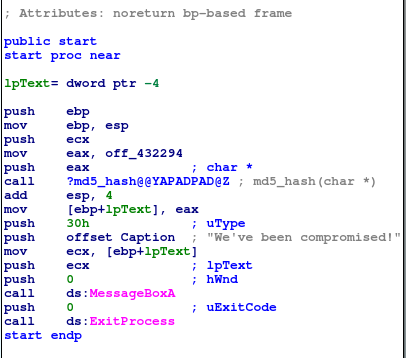 ; Attributes: noreturn bp-based frame
public start
start proc near
lpText= dword ptr -4
push ebp
mov ebp, esp
push ecx
mov eax, off_432294
push eax ; char *
call ?md5_hash@@YAPADPAD@Z ; md5_hash(char *)
add esp, 4
mov [ebp+lpText], eax
push 30h ; uType
push offset Caption ; "We've been compromised!"
mov ecx, [ebp+lpText]
push ecx ; lpText
push 0 ; hWnd
call ds:MessageBoxA
push 0 ; uExitCode
call ds:ExitProcess
start endp